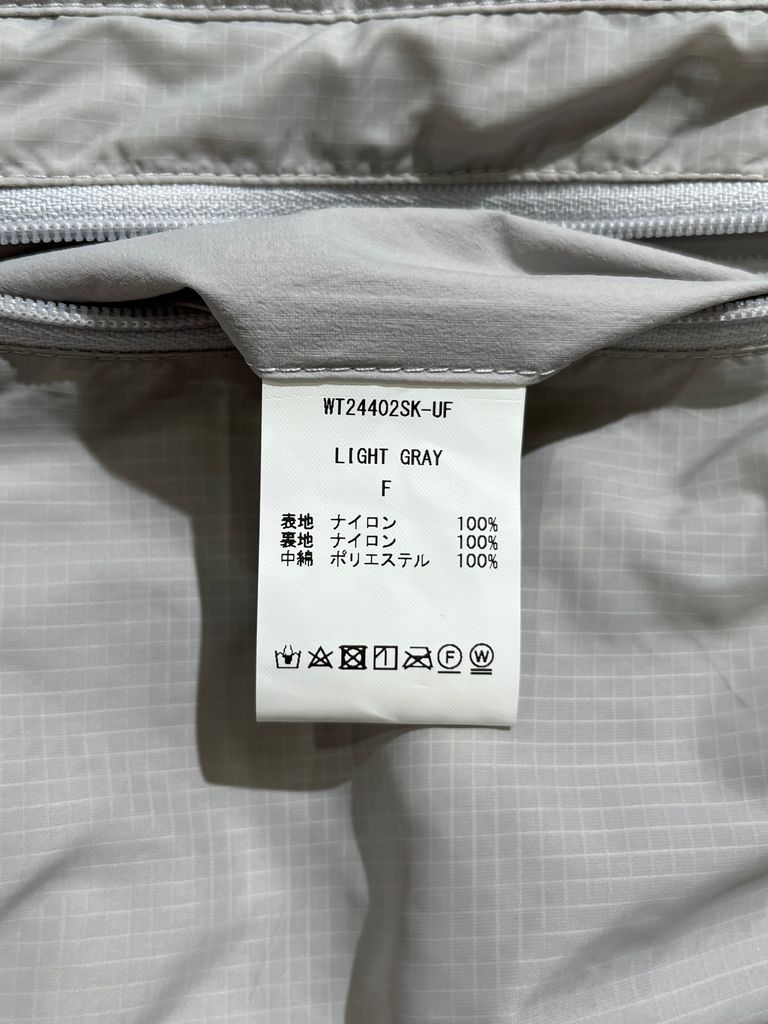 WT24402SK-UF
LIGHT GRAY
F
表地 ナイロン 100%
裏地 ナイロン 100%
中綿 ポリエステル 100%
F W